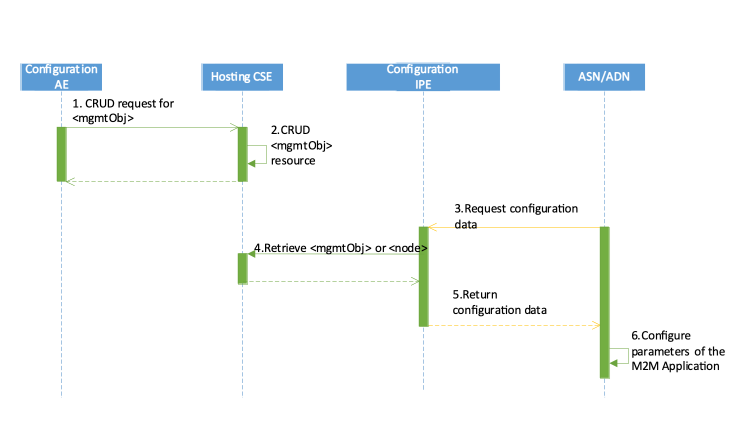 Configuration
AE
Hosting CSE
Configuration
IPE
ASN/ADN
1. CRUD request for
<mgmtObj>
2.CRUD
<mgmtObj>
resource
3.Request configuration
data
4.Retrieve <mgmtObj> or <node>
5.Return
configuration data
6.Configure
parameters of the
M2M Application